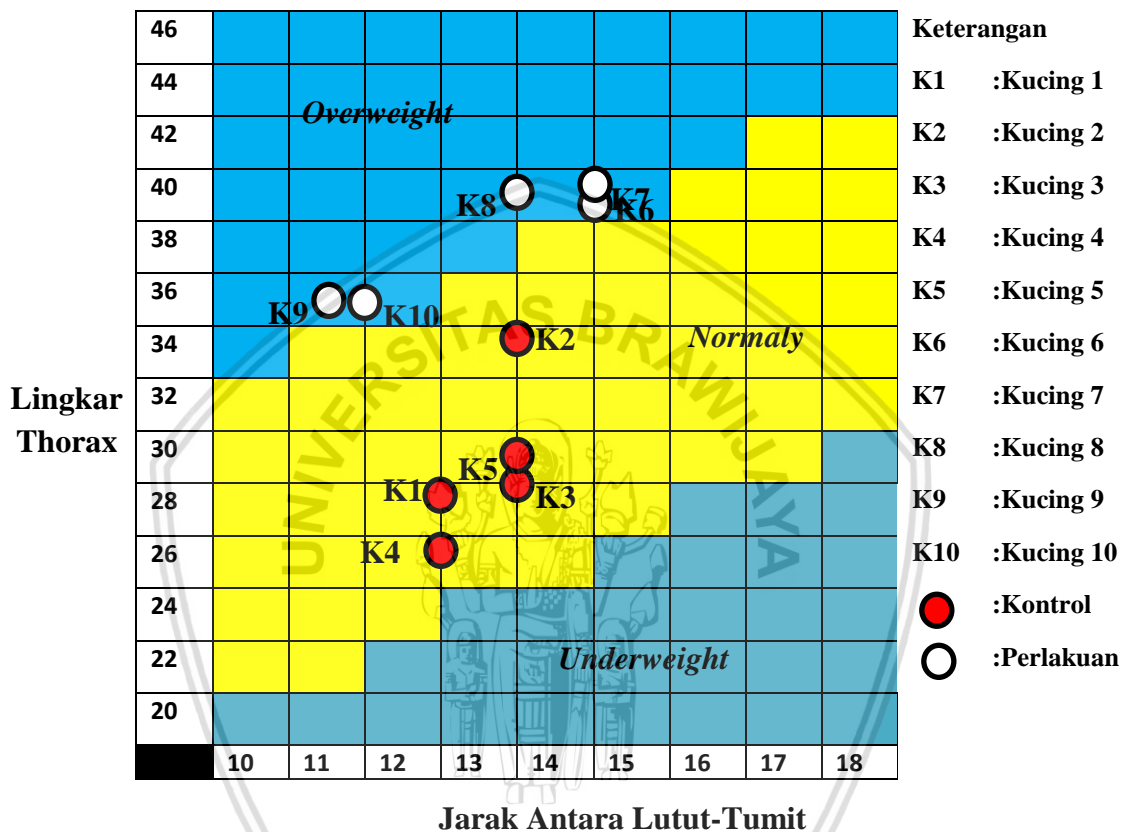 46
44
42
40
38
36
34
32
30
28
26
24
22
20
10 11 12 13 14 15 16 17 18
Lingkar
Thorax
Jarak Antara Lutut-Tumit
Overweight
Normaly
Underweight
K8
K7
K6
K9
K10
K2
K5
K1
K3
K4
UNIVERSITAS BRAWIJAYA
Keterangan
K1 :Kucing 1
K2 :Kucing 2
K3 :Kucing 3
K4 :Kucing 4
K5 :Kucing 5
K6 :Kucing 6
K7 :Kucing 7
K8 :Kucing 8
K9 :Kucing 9
K10 :Kucing 10
:Kontrol
:Perlakuan